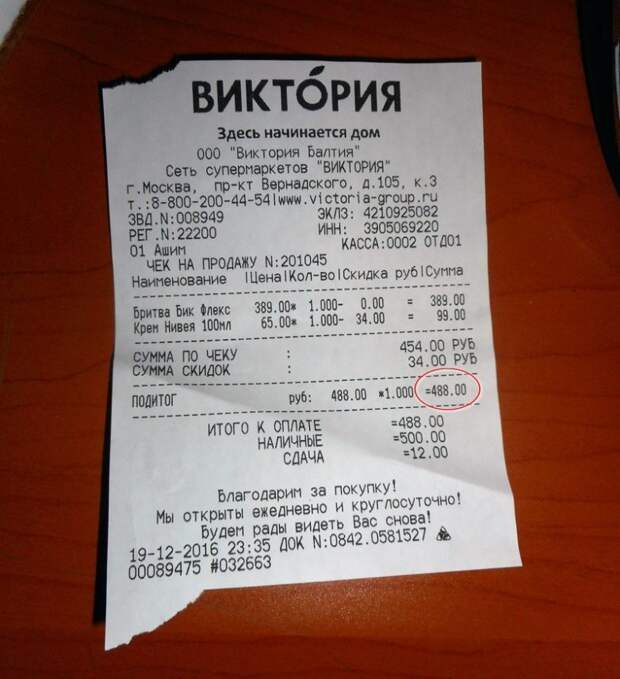 ВИКТО́РИЯ
Здесь начинается дом
ООО "Виктория Балтия"
Сеть супермаркетов "ВИКТОРИЯ"
г.Москва, пр-кт Вернадского, д.105, к.3
т.:8-800-200-44-54|www.victoria-group.ru
ЗВД.N:008949 ЭКЛЗ: 4210925082
РЕГ.N:22200 ИНН: 3905069220
01 Ашим КАССА:0002 ОТД01
ЧЕК НА ПРОДАЖУ N:201045
Наименование |Цена|Кол-во|Скидка руб|Сумма
Бритва Бик Флекс 389.00* 1.000- 0.00 = 389.00
Крем Нивея 100мл 65.00* 1.000- 34.00 = 99.00
СУММА ПО ЧЕКУ : 454.00 РУБ
СУММА СКИДОК : 34.00 РУБ
ПОДИТОГ руб: 488.00 *1.000 =488.00
ИТОГО К ОПЛАТЕ =488.00
НАЛИЧНЫЕ =500.00
СДАЧА =12.00
Благодарим за покупку!
Мы открыты ежедневно и круглосуточно!
Будем рады видеть Вас снова!
19-12-2016 23:35 ДОК N:0842.0581527
00089475 #032663